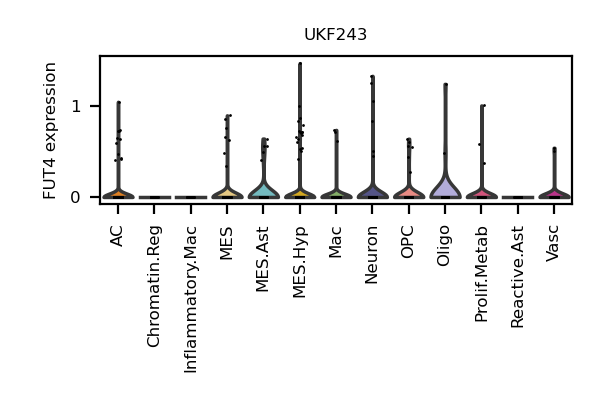 UKF243
FUT4 expression
1
0
AC
Chromatin.Reg
Inflammatory.Mac
MES
MES.Ast
MES.Hyp
Mac
Neuron
OPC
Oligo
Prolif.Metab
Reactive.Ast
Vasc